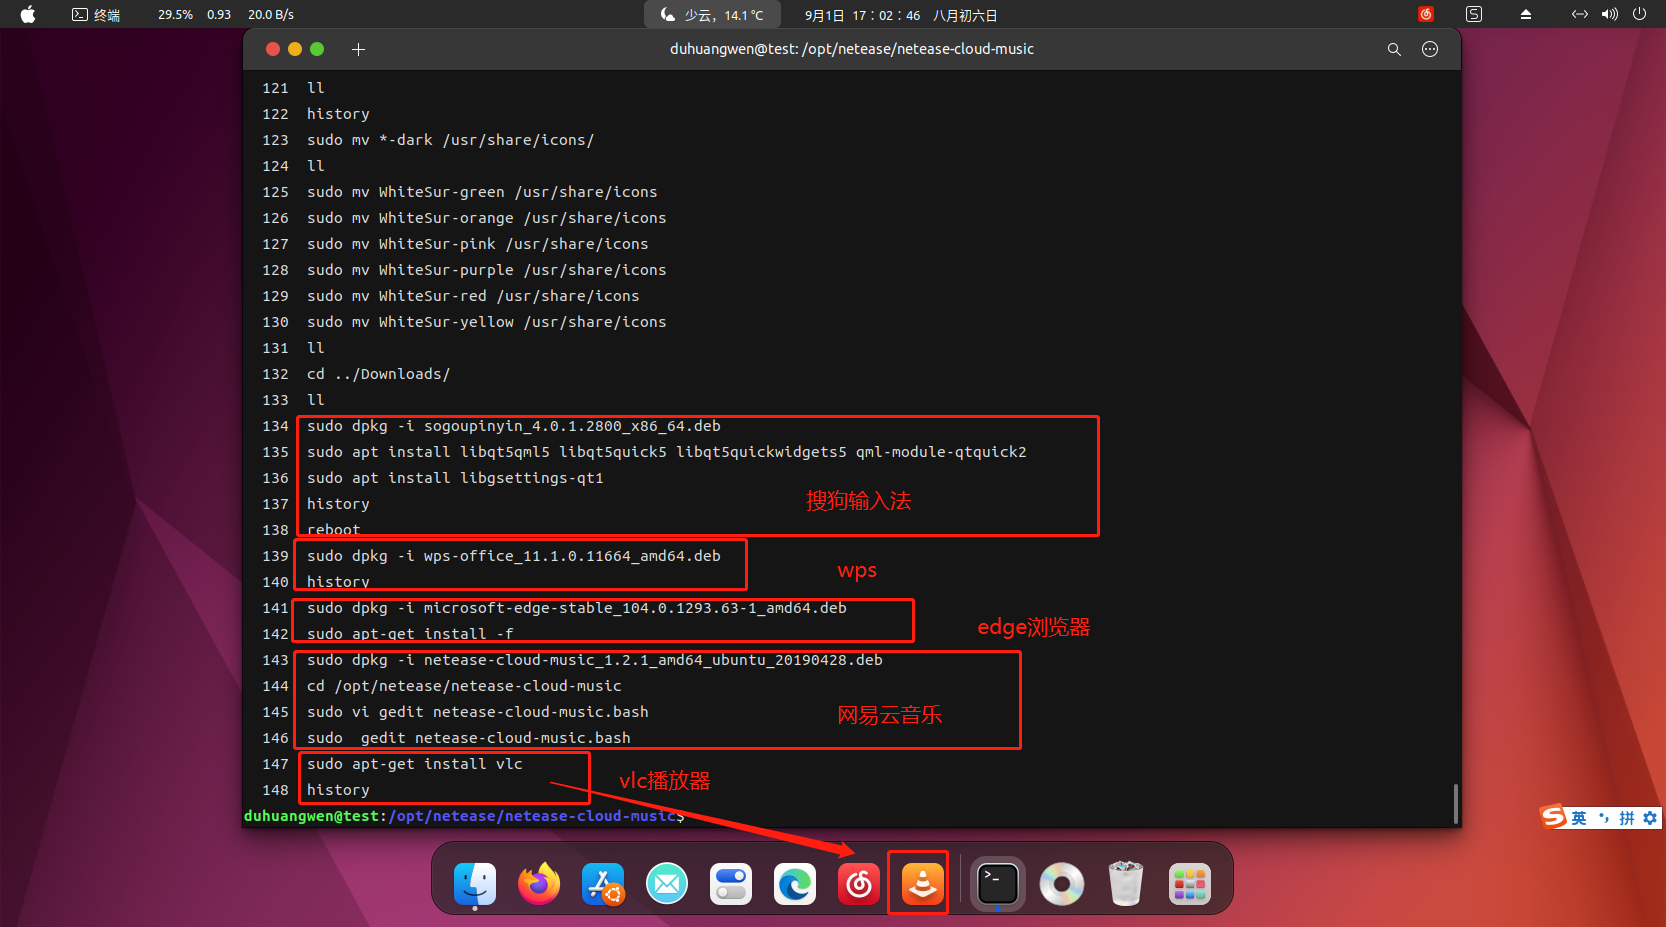 终端 29.5% 0.93 20.0 B/s 少云，14.1 °C 9月1日 17：02：46 八月初六日
duhuangwen@test: /opt/netease/netease-cloud-music
121 ll
122 history
123 sudo mv *-dark /usr/share/icons/
124 ll
125 sudo mv WhiteSur-green /usr/share/icons
126 sudo mv WhiteSur-orange /usr/share/icons
127 sudo mv WhiteSur-pink /usr/share/icons
128 sudo mv WhiteSur-purple /usr/share/icons
129 sudo mv WhiteSur-red /usr/share/icons
130 sudo mv WhiteSur-yellow /usr/share/icons
131 ll
132 cd ../Downloads/
133 ll
134 sudo dpkg -i sogoupinyin_4.0.1.2800_x86_64.deb
135 sudo apt install libqt5qml5 libqt5quick5 libqt5quickwidgets5 qml-module-qtquick2
136 sudo apt install libgsettings-qt1
137 history
搜狗输入法
138 reboot
139 sudo dpkg -i wps-office_11.1.0.11664_amd64.deb
wps
140 history
141 sudo dpkg -i microsoft-edge-stable_104.0.1293.63-1_amd64.deb
edge浏览器
142 sudo apt-get install -f
143 sudo dpkg -i netease-cloud-music_1.2.1_amd64_ubuntu_20190428.deb
144 cd /opt/netease/netease-cloud-music
145 sudo vi gedit netease-cloud-music.bash
网易云音乐
146 sudo  gedit netease-cloud-music.bash
147 sudo apt-get install vlc
vlc播放器
148 history
duhuangwen@test:/opt/netease/netease-cloud-music$
S 英 •, 拼